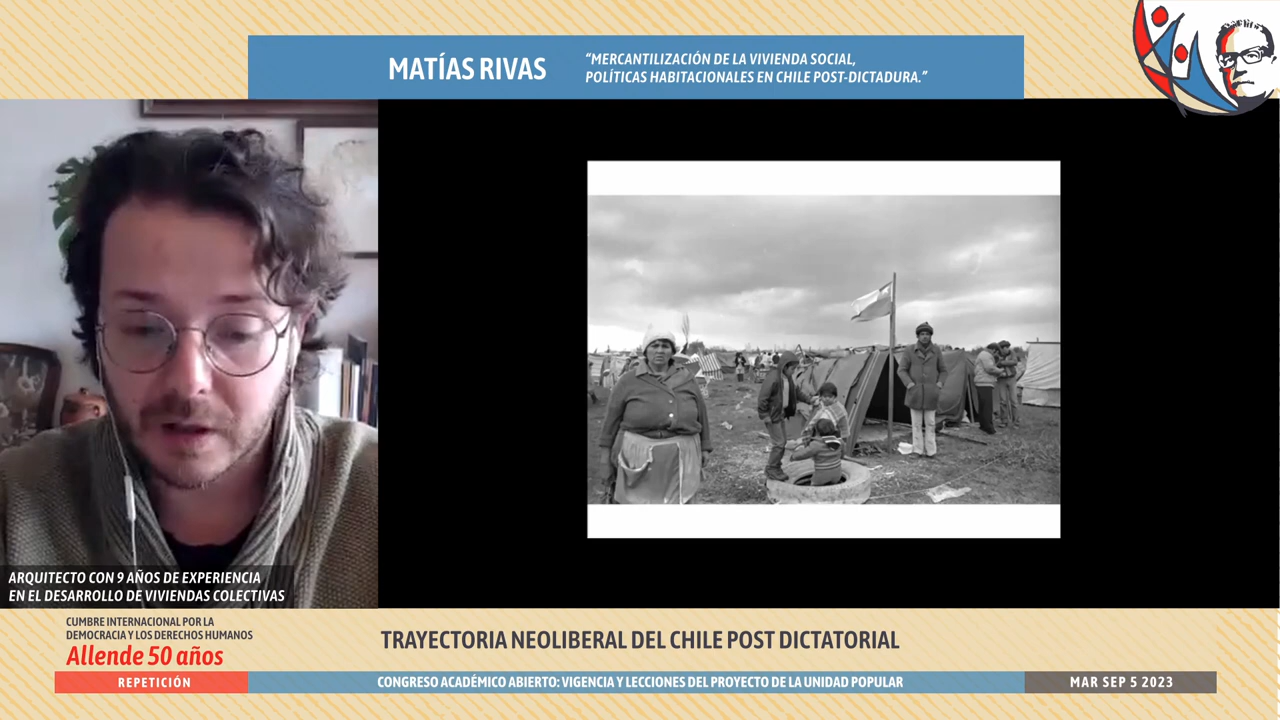 MATÍAS RIVAS
“MERCANTILIZACIÓN DE LA VIVIENDA SOCIAL,
POLÍTICAS HABITACIONALES EN CHILE POST-DICTADURA.”
ARQUITECTO CON 9 AÑOS DE EXPERIENCIA
EN EL DESARROLLO DE VIVIENDAS COLECTIVAS
CUMBRE INTERNACIONAL POR LA
DEMOCRACIA Y LOS DERECHOS HUMANOS
Allende 50 años
TRAYECTORIA NEOLIBERAL DEL CHILE POST DICTATORIAL
REPETICIÓN
CONGRESO ACADÉMICO ABIERTO: VIGENCIA Y LECCIONES DEL PROYECTO DE LA UNIDAD POPULAR
MAR SEP 5 2023